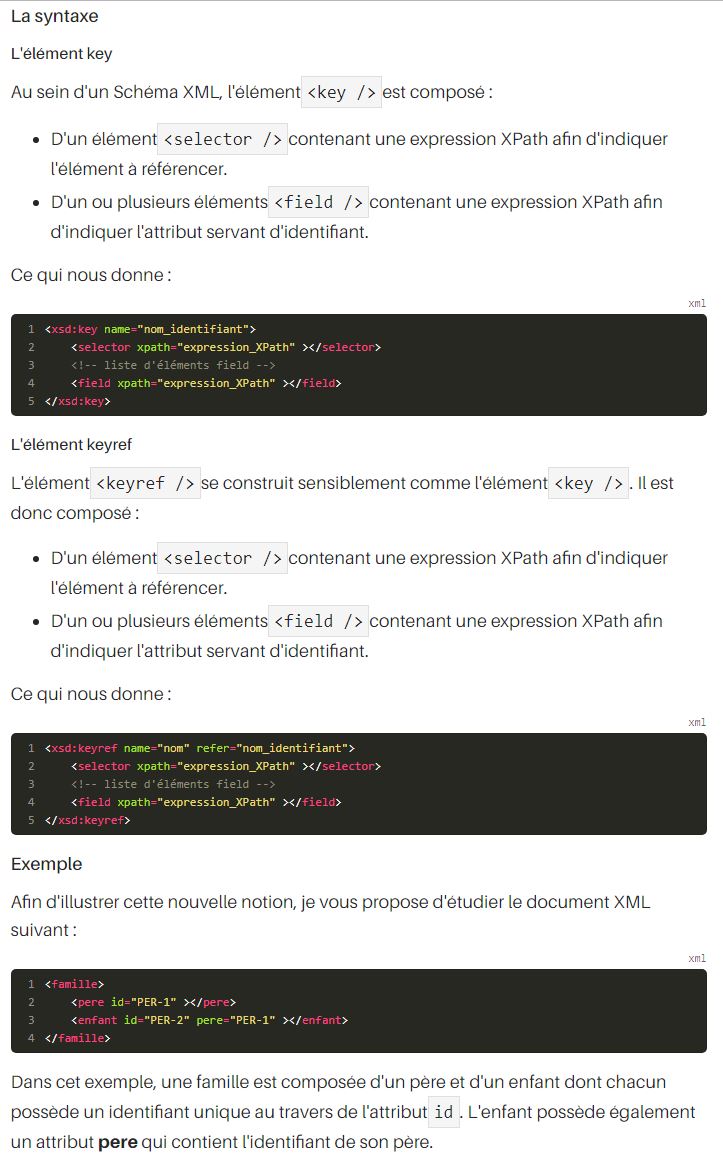 La syntaxe
L'élément key
Au sein d'un Schéma XML, l'élément <key /> est composé :
• D'un élément <selector /> contenant une expression XPath afin d'indiquer
l'élément à référencer.
• D'un ou plusieurs éléments <field /> contenant une expression XPath afin
d'indiquer l'attribut servant d'identifiant.
Ce qui nous donne :
xml
1 <xsd:key name="nom_identifiant">
2     <selector xpath="expression_XPath" ></selector>
3     <!-- liste d'éléments field -->
4     <field xpath="expression_XPath" ></field>
5 </xsd:key>
L'élément keyref
L'élément <keyref /> se construit sensiblement comme l'élément <key />. Il est
donc composé :
• D'un élément <selector /> contenant une expression XPath afin d'indiquer
l'élément à référencer.
• D'un ou plusieurs éléments <field /> contenant une expression XPath afin
d'indiquer l'attribut servant d'identifiant.
Ce qui nous donne :
xml
1 <xsd:keyref name="nom" refer="nom_identifiant">
2     <selector xpath="expression_XPath" ></selector>
3     <!-- liste d'éléments field -->
4     <field xpath="expression_XPath" ></field>
5 </xsd:keyref>
Exemple
Afin d'illustrer cette nouvelle notion, je vous propose d'étudier le document XML
suivant :
xml
1 <famille>
2     <pere id="PER-1" ></pere>
3     <enfant id="PER-2" pere="PER-1" ></enfant>
4 </famille>
Dans cet exemple, une famille est composée d'un père et d'un enfant dont chacun
possède un identifiant unique au travers de l'attribut id . L'enfant possède également
un attribut pere qui contient l'identifiant de son père.